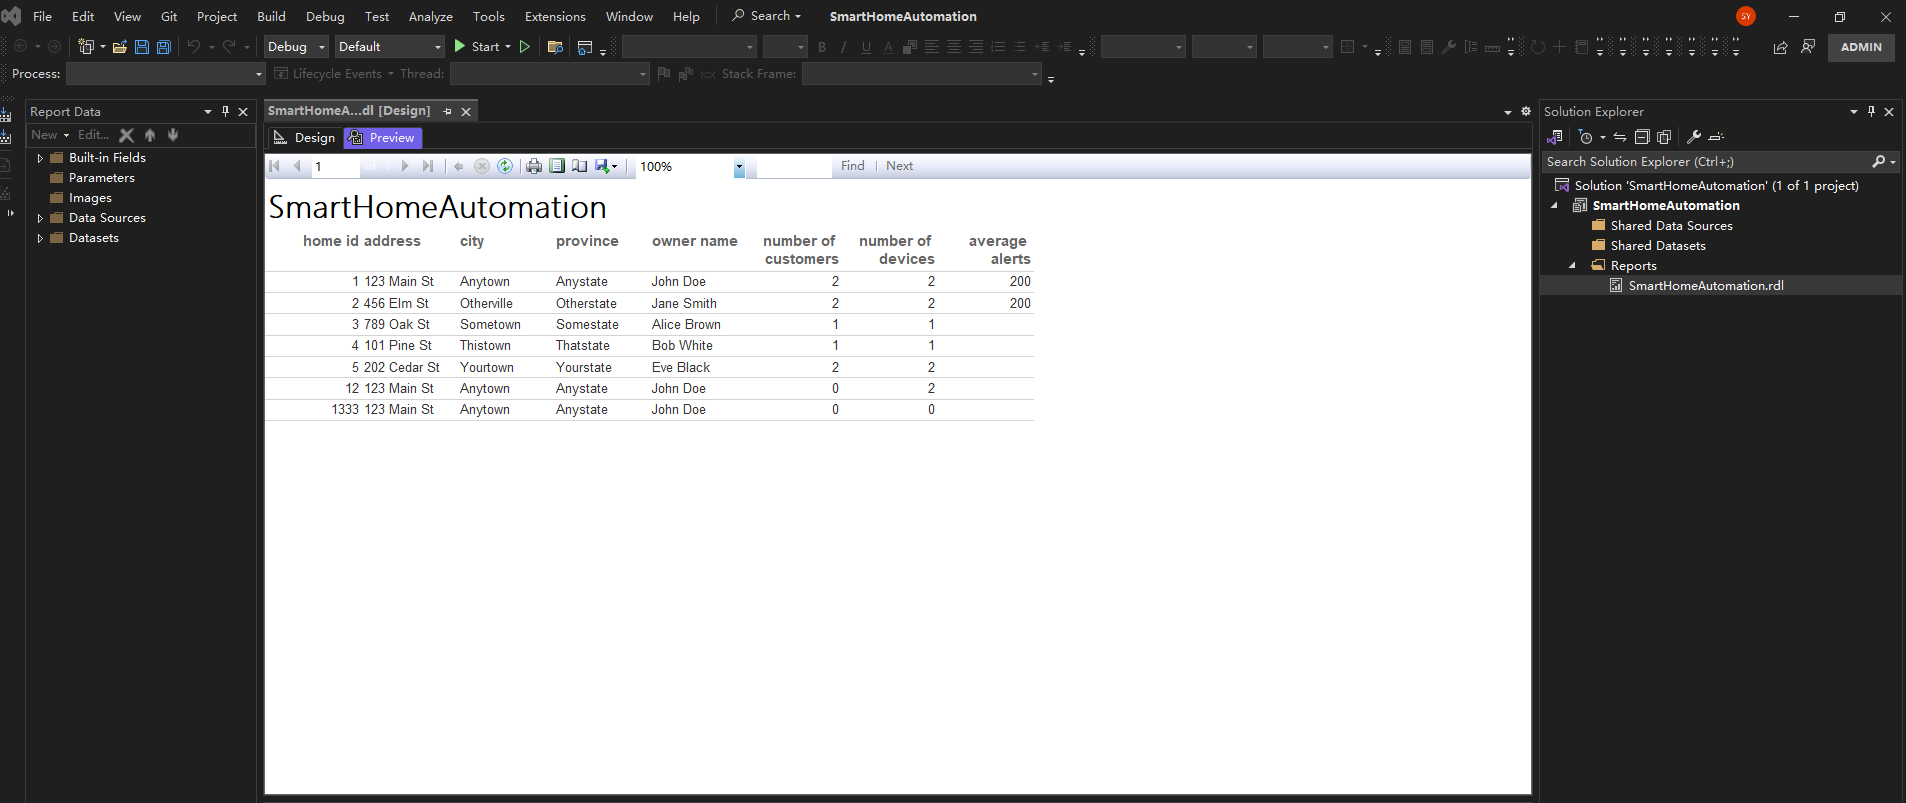 File Edit View Git Project Build Debug Test Analyze Tools Extensions Window Help Search SmartHomeAutomation SY
Debug Default Start B I U A ADMIN
Process: Lifecycle Events Thread: Stack Frame:
Report Data
New Edit...
Built-in Fields
Parameters
Images
Data Sources
Datasets
SmartHomeA...dl [Design]
Design Preview
1 of 1 100% Find | Next
SmartHomeAutomation
home id address city province owner name number of customers number of devices average alerts
1 123 Main St Anytown Anystate John Doe 2 2 200
2 456 Elm St Otherville Otherstate Jane Smith 2 2 200
3 789 Oak St Sometown Somestate Alice Brown 1 1
4 101 Pine St Thistown Thatstate Bob White 1 1
5 202 Cedar St Yourtown Yourstate Eve Black 2 2
12 123 Main St Anytown Anystate John Doe 0 2
1333 123 Main St Anytown Anystate John Doe 0 0
Solution Explorer
Search Solution Explorer (Ctrl+;)
Solution 'SmartHomeAutomation' (1 of 1 project)
SmartHomeAutomation
Shared Data Sources
Shared Datasets
Reports
SmartHomeAutomation.rdl